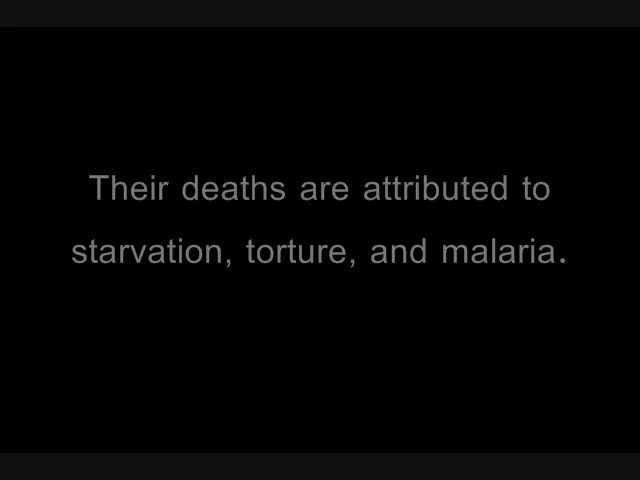 Their deaths are attributed to
starvation, torture, and malaria.